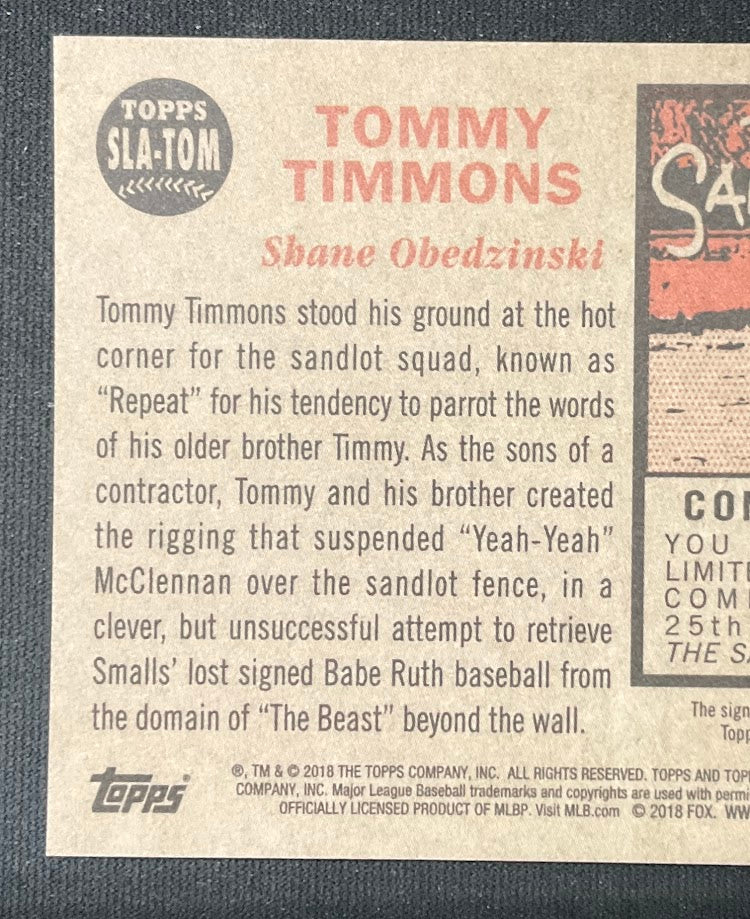 TOPPS
SLA-TOM
TOMMY
TIMMONS
Shane Obedzinski
Tommy Timmons stood his ground at the hot
corner for the sandlot squad, known as
“Repeat” for his tendency to parrot the words
of his older brother Timmy. As the sons of a
contractor, Tommy and his brother created
the rigging that suspended “Yeah-Yeah”
McClennan over the sandlot fence, in a
clever, but unsuccessful attempt to retrieve
Smalls’ lost signed Babe Ruth baseball from
the domain of “The Beast” beyond the wall.
YOU
25th
THE
The
Topps
®, TM & © 2018 THE TOPPS COMPANY, INC. ALL RIGHTS RESERVED. TOPPS AND
COMPANY, INC. Major League Baseball trademarks and copyrights are used with
OFFICIALLY LICENSED PRODUCT OF MLBP. Visit MLB.com © 2018 FOX.